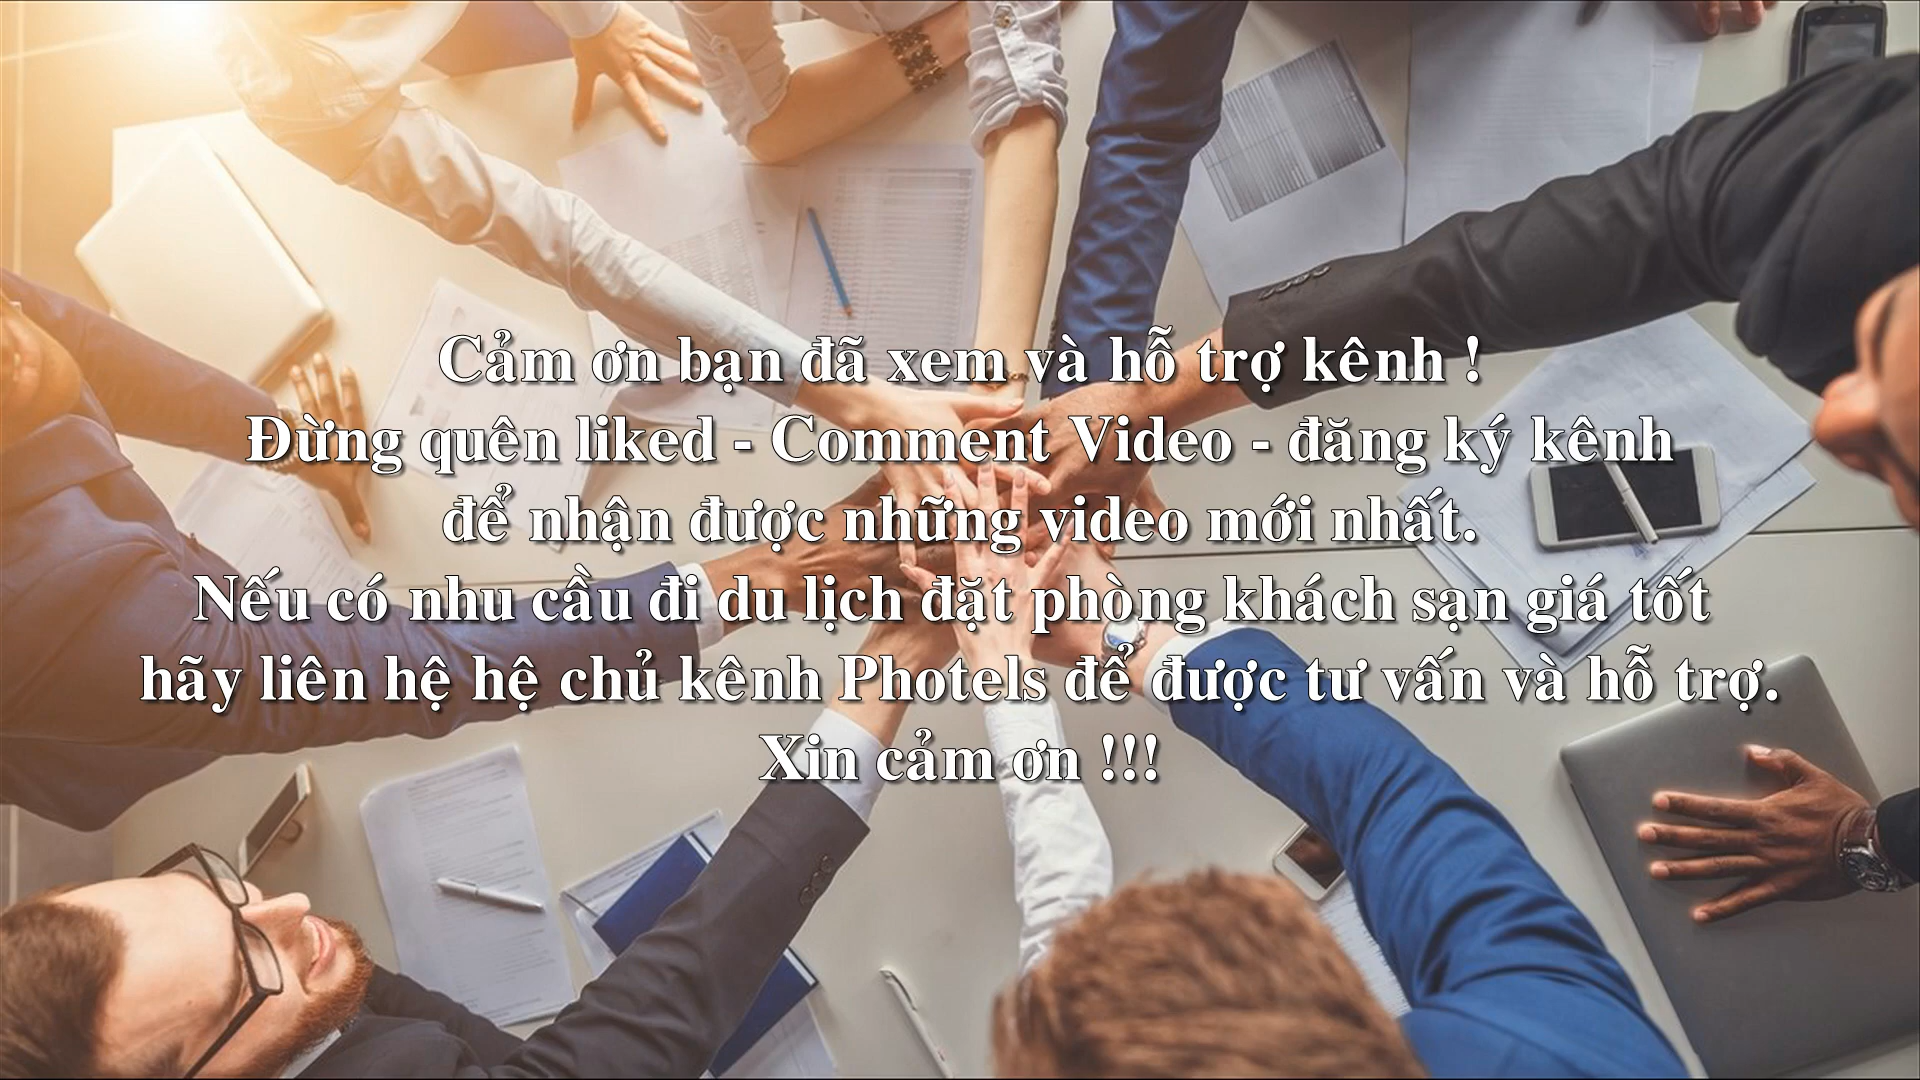 Cảm ơn bạn đã xem và hỗ trợ kênh !
Đừng quên liked - Comment Video - đăng ký kênh
để nhận được những video mới nhất.
Nếu có nhu cầu đi du lịch đặt phòng khách sạn giá tốt
hãy liên hệ hệ chủ kênh Photels để được tư vấn và hỗ trợ.
Xin cảm ơn !!!